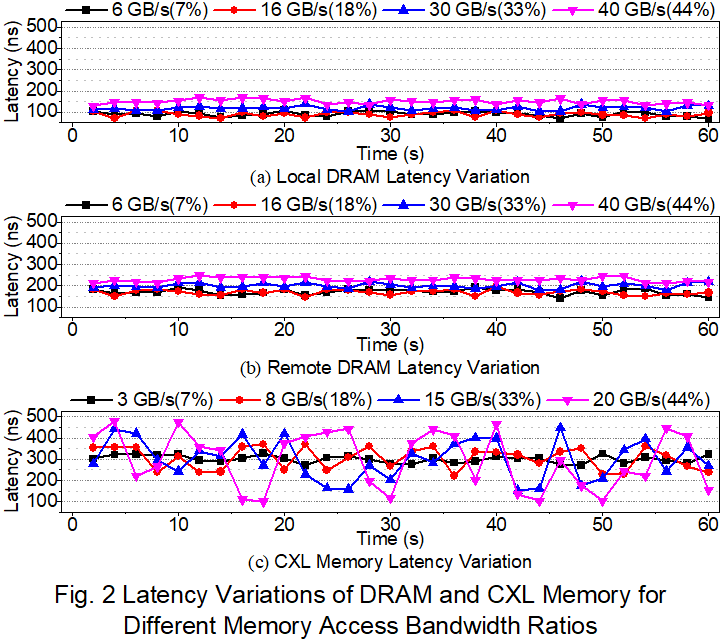 6 GB/s(7%) 16 GB/s(18%) 30 GB/s(33%) 40 GB/s(44%)
Latency (ns)
500
400
300
200
100
0 10 20 30 40 50 60
Time (s)
(a) Local DRAM Latency Variation
6 GB/s(7%) 16 GB/s(18%) 30 GB/s(33%) 40 GB/s(44%)
Latency (ns)
500
400
300
200
100
0 10 20 30 40 50 60
Time (s)
(b) Remote DRAM Latency Variation
3 GB/s(7%) 8 GB/s(18%) 15 GB/s(33%) 20 GB/s(44%)
Latency (ns)
500
400
300
200
100
0 10 20 30 40 50 60
Time (s)
(c) CXL Memory Latency Variation
Fig. 2 Latency Variations of DRAM and CXL Memory for
Different Memory Access Bandwidth Ratios